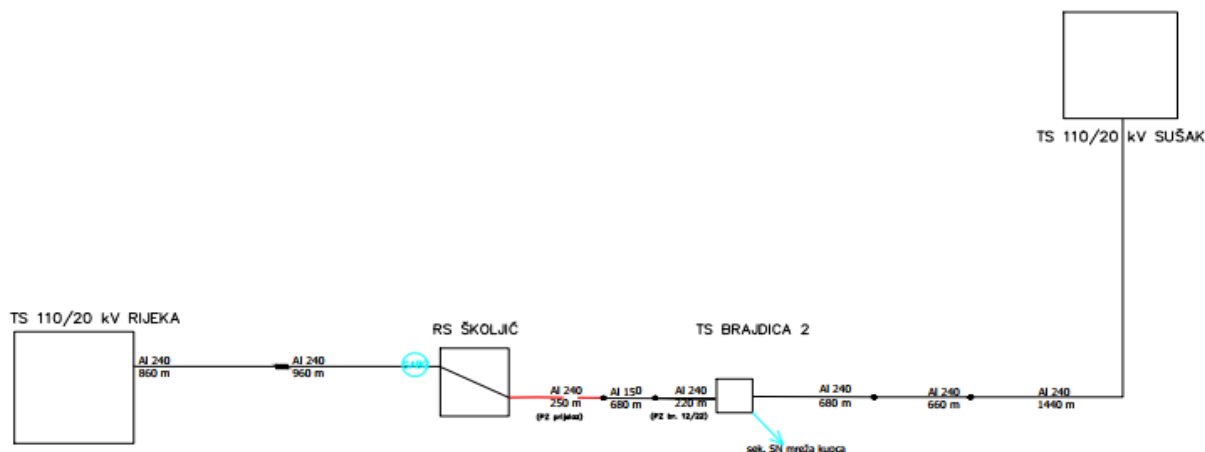 TS 110/20 kV SUŠAK
TS 110/20 kV RIJEKA
RS ŠKOLJIĆ
TS BRAJDICA 2
Al 240
860 m
Al 240
960 m
Al 240
250 m
(PZ prijelaz)
Al 150
680 m
Al 240
220 m
(PZ br. 12/22)
Al 240
680 m
Al 240
660 m
Al 240
1440 m
sek. SN mreža kupca